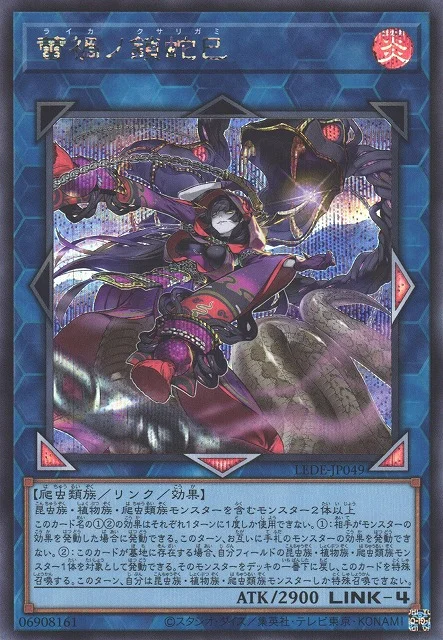 ライカ クサリガミ
雷禍ノ鎖蛇巳
炎
LEDE-JP049
【爬虫類族/リンク/効果】
昆虫族・植物族・爬虫類族モンスターを含むモンスター2体以上
このカード名の①②の効果はそれぞれ1ターンに1度しか使用できない。①:相手がモンスター
の効果を発動した場合に発動できる。このターン、お互いに手札のモンスターの効果を発動でき
ない。②:このカードが墓地に存在する場合、自分フィールドの昆虫族・植物族・爬虫類族モンス
ター1体を対象として発動できる。そのモンスターをデッキの一番下に戻し、このカードを特殊
召喚する。このターン、自分は昆虫族・植物族・爬虫類族モンスターしか特殊召喚できない。
ATK/2900 LINK-4
06908161
©スタジオ・ダイス/集英社・テレビ東京・KONAMI